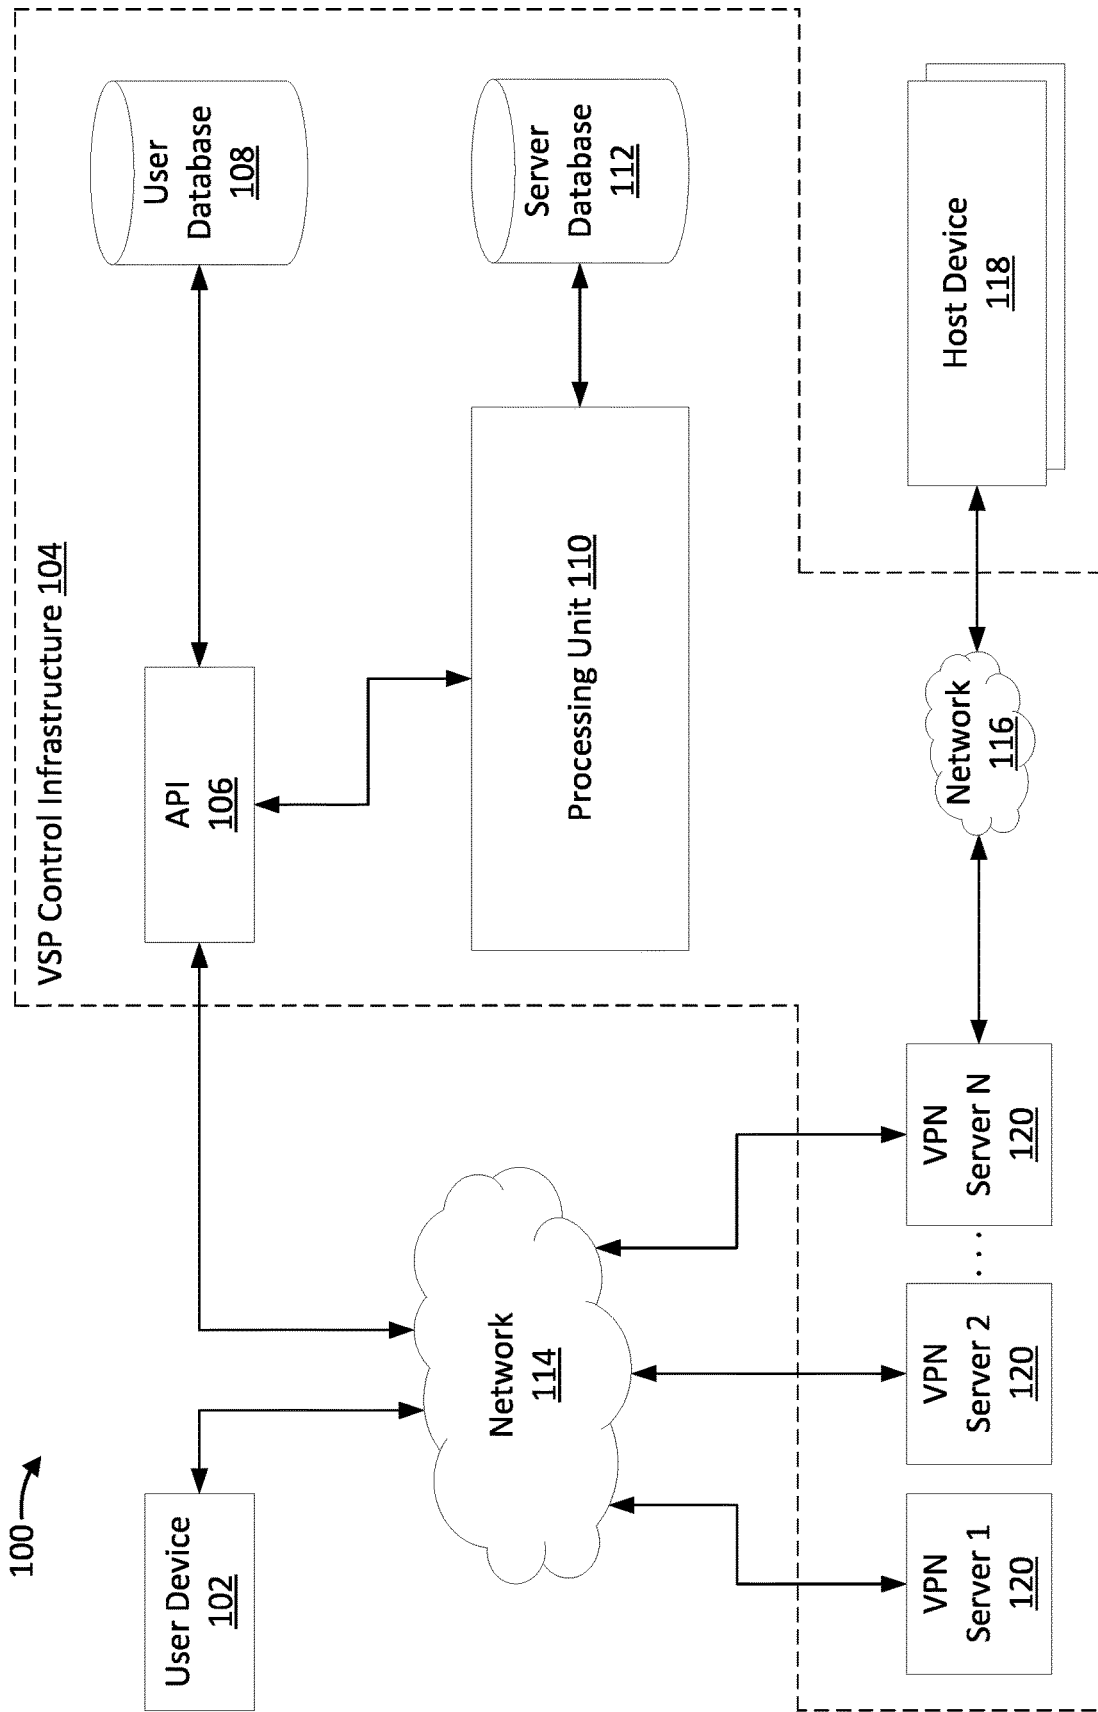 100
User Device
102
VSP Control Infrastructure 104
API
106
User
Database
108
Network
114
Processing Unit 110
Server
Database
112
VPN
Server 1
120
VPN
Server 2
120
. . .
VPN
Server N
120
Network
116
Host Device
118